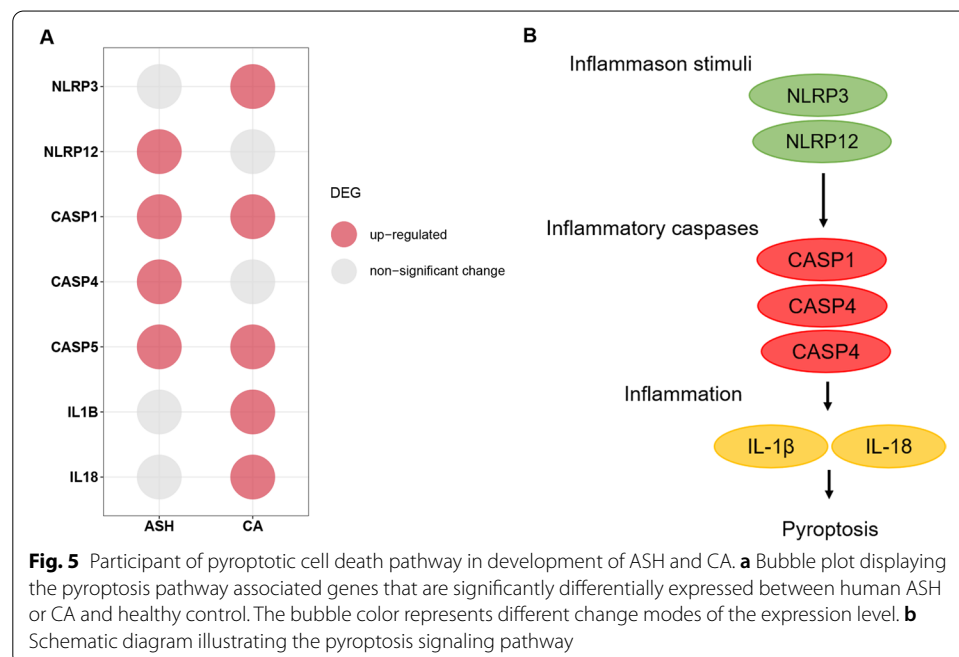 A
NLRP3
NLRP12
CASP1
CASP4
CASP5
IL1B
IL18
ASH
CA
DEG
up-regulated
non-significant change
B
Inflammason stimuli
NLRP3
NLRP12
Inflammatory caspases
CASP1
CASP4
CASP4
Inflammation
IL-1β
IL-18
Pyroptosis
Fig. 5 Participant of pyroptotic cell death pathway in development of ASH and CA. a Bubble plot displaying
the pyroptosis pathway associated genes that are significantly differentially expressed between human ASH
or CA and healthy control. The bubble color represents different change modes of the expression level. b
Schematic diagram illustrating the pyroptosis signaling pathway